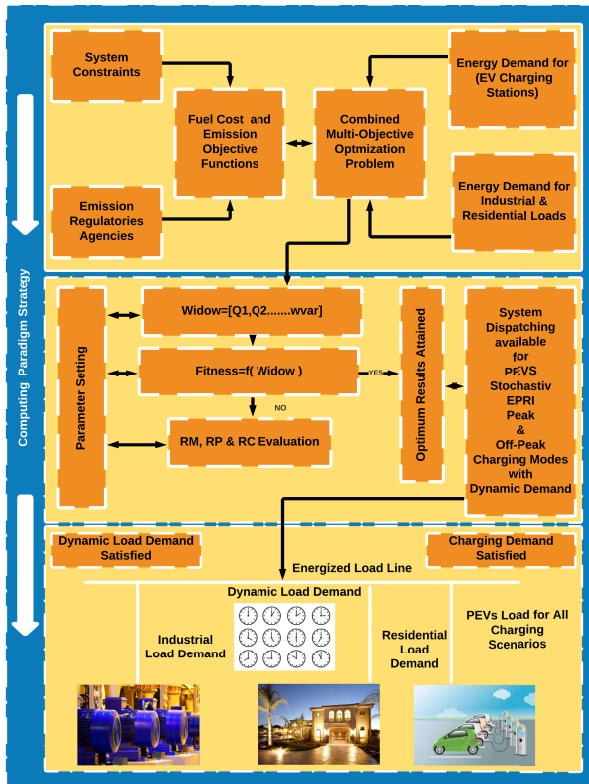 Computing Paradigm Strategy
System
Constraints
Fuel Cost and
Emission
Objective
Functions
Combined
Multi-Objective
Optmization
Problem
Energy Demand for
(EV Charging
Stations)
Emission
Regulatories
Agencies
Energy Demand for
Industrial &
Residential Loads
Parameter Setting
Widow=[Q1,Q2.......wvar]
Fitness=f( Widow )
YES
NO
RM, RP & RC Evaluation
Optimum Results Attained
System
Dispatching
available
for
PEVS
Stochastiv
EPRI
Peak
&
Off-Peak
Charging Modes
with
Dynamic Demand
Dynamic Load Demand
Satisfied
Charging Demand
Satisfied
Energized Load Line
Dynamic Load Demand
Industrial
Load Demand
Residential
Load
Demand
PEVs Load for All
Charging
Scenarios